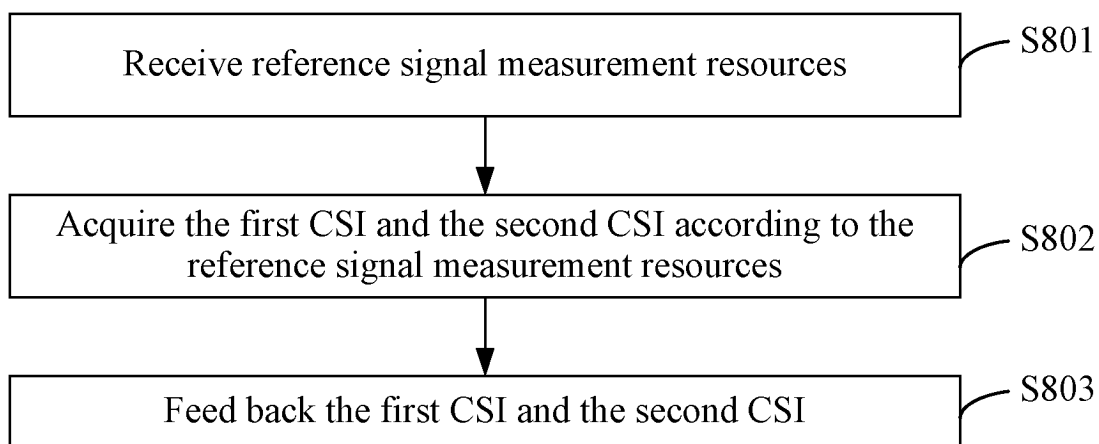 Receive reference signal measurement resources
S801
Acquire the first CSI and the second CSI according to the
reference signal measurement resources
S802
Feed back the first CSI and the second CSI
S803